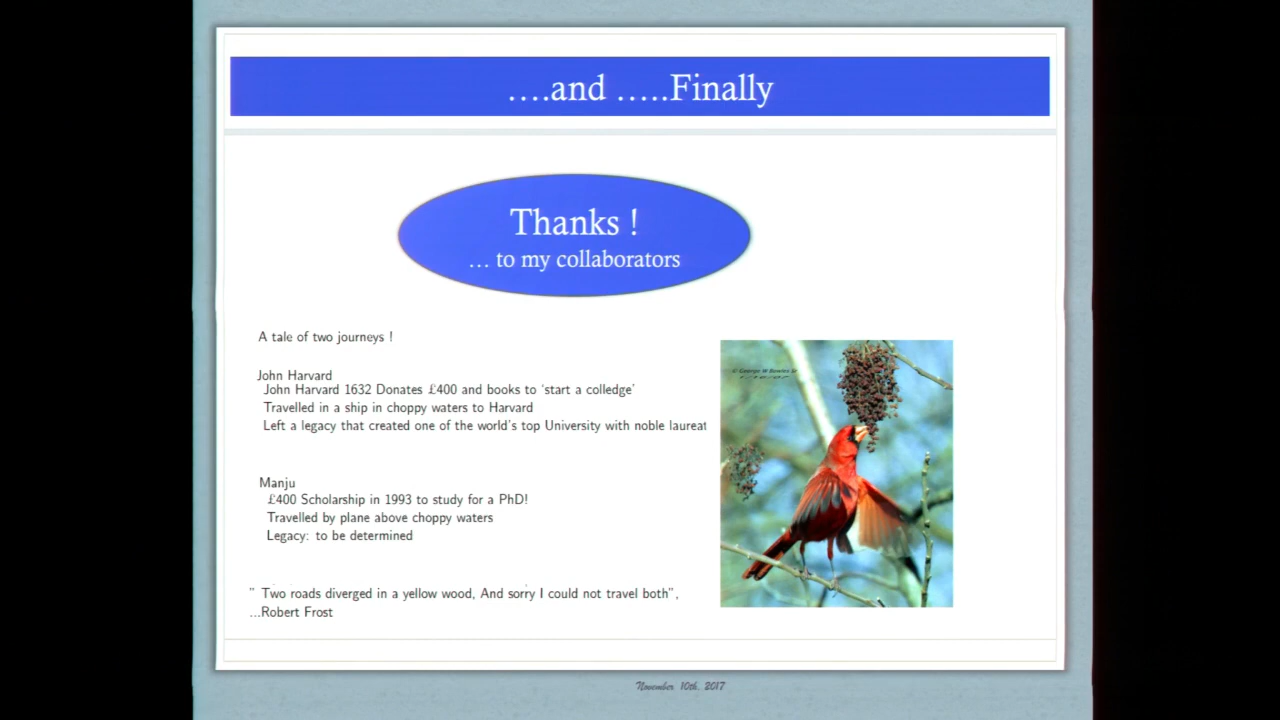 ....and .....Finally
Thanks !
... to my collaborators
A tale of two journeys !
John Harvard
John Harvard 1632 Donates £400 and books to 'start a colledge'
Travelled in a ship in choppy waters to Harvard
Left a legacy that created one of the world's top University with noble laureat
© George W Bowles Jr
Manju
£400 Scholarship in 1993 to study for a PhD!
Travelled by plane above choppy waters
Legacy: to be determined
" Two roads diverged in a yellow wood, And sorry I could not travel both",
...Robert Frost
November 10th, 2017